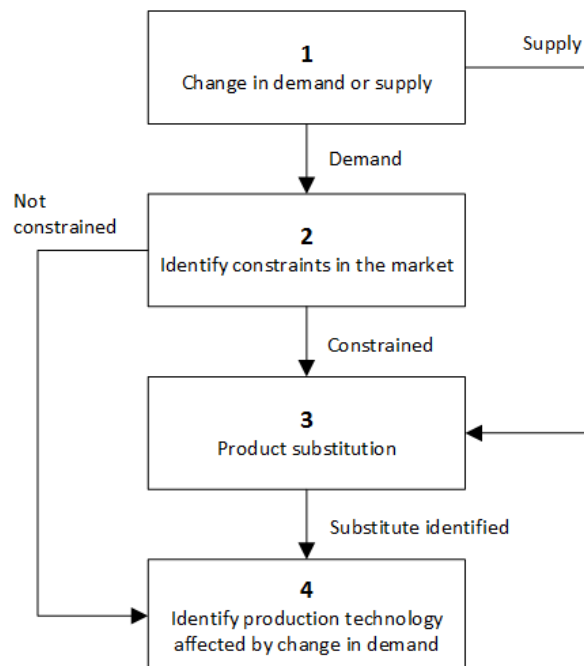 1
Change in demand or supply
Supply
Demand
Not
constrained
2
Identify constraints in the market
Constrained
3
Product substitution
Substitute identified
4
Identify production technology
affected by change in demand